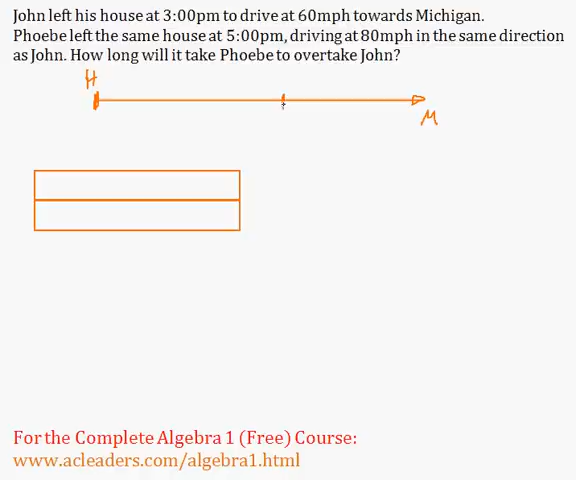 John left his house at 3:00pm to drive at 60mph towards Michigan.
Phoebe left the same house at 5:00pm, driving at 80mph in the same direction
as John. How long will it take Phoebe to overtake John?
H
M
For the Complete Algebra 1 (Free) Course:
www.acleaders.com/algebra1.html